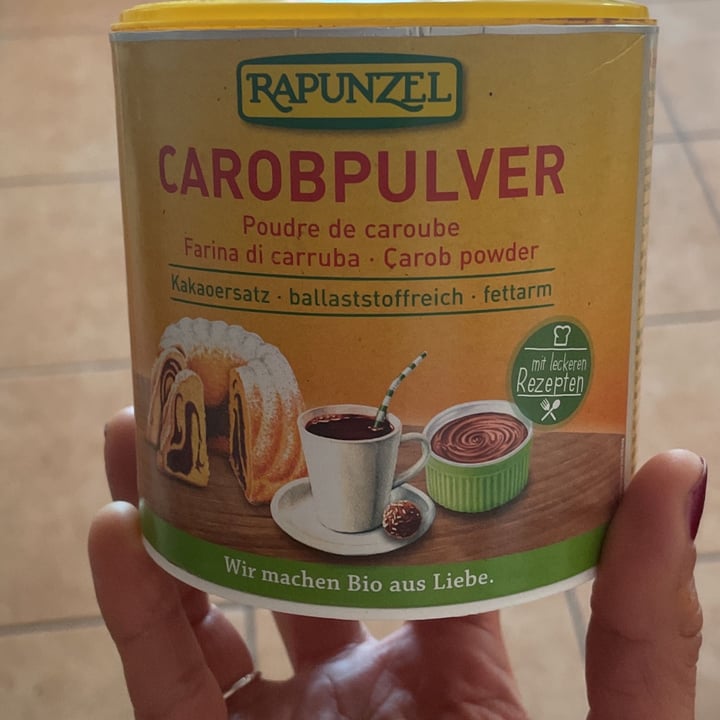 RAPUNZEL
CAROBPULVER
Poudre de caroube
Farina di carruba · Carob powder
Kakaoersatz · ballaststoffreich · fettarm
mit leckeren
Rezepten
Wir machen Bio aus Liebe.